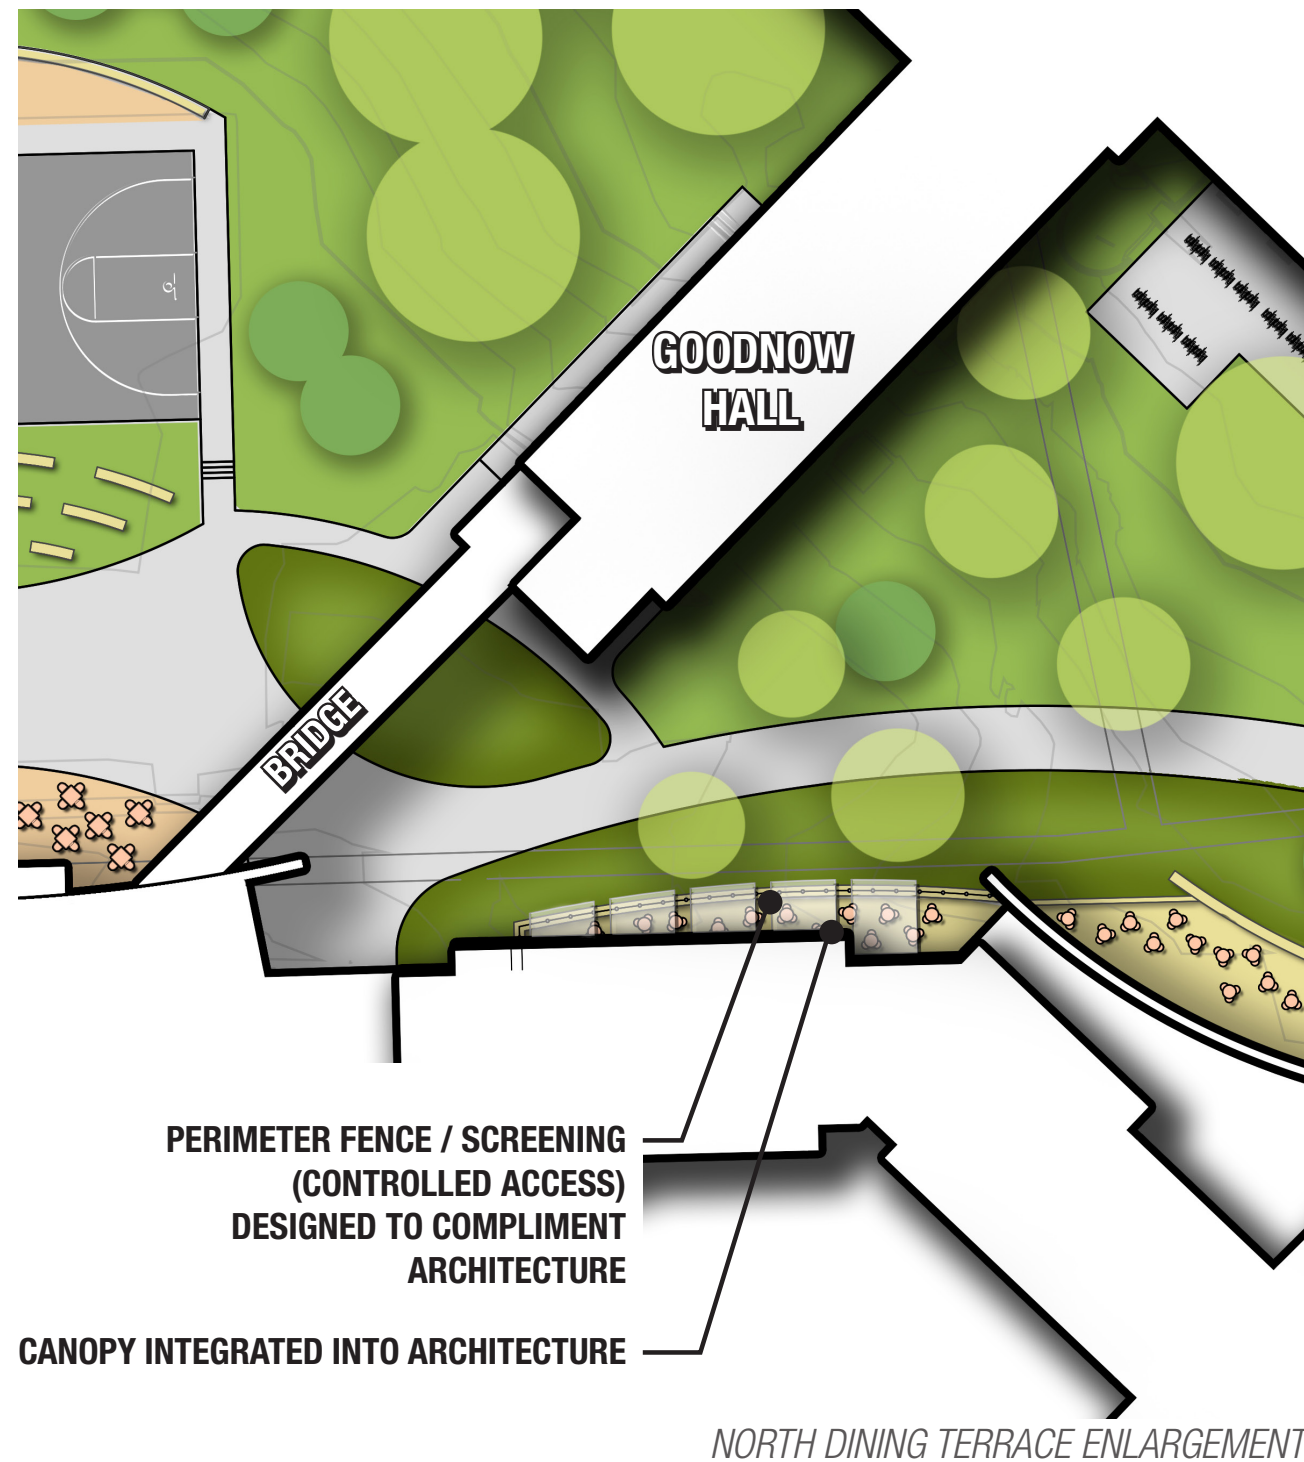 GOODNOW
HALL
BRIDGE
PERIMETER FENCE / SCREENING
(CONTROLLED ACCESS)
DESIGNED TO COMPLIMENT
ARCHITECTURE
CANOPY INTEGRATED INTO ARCHITECTURE
NORTH DINING TERRACE ENLARGEMENT